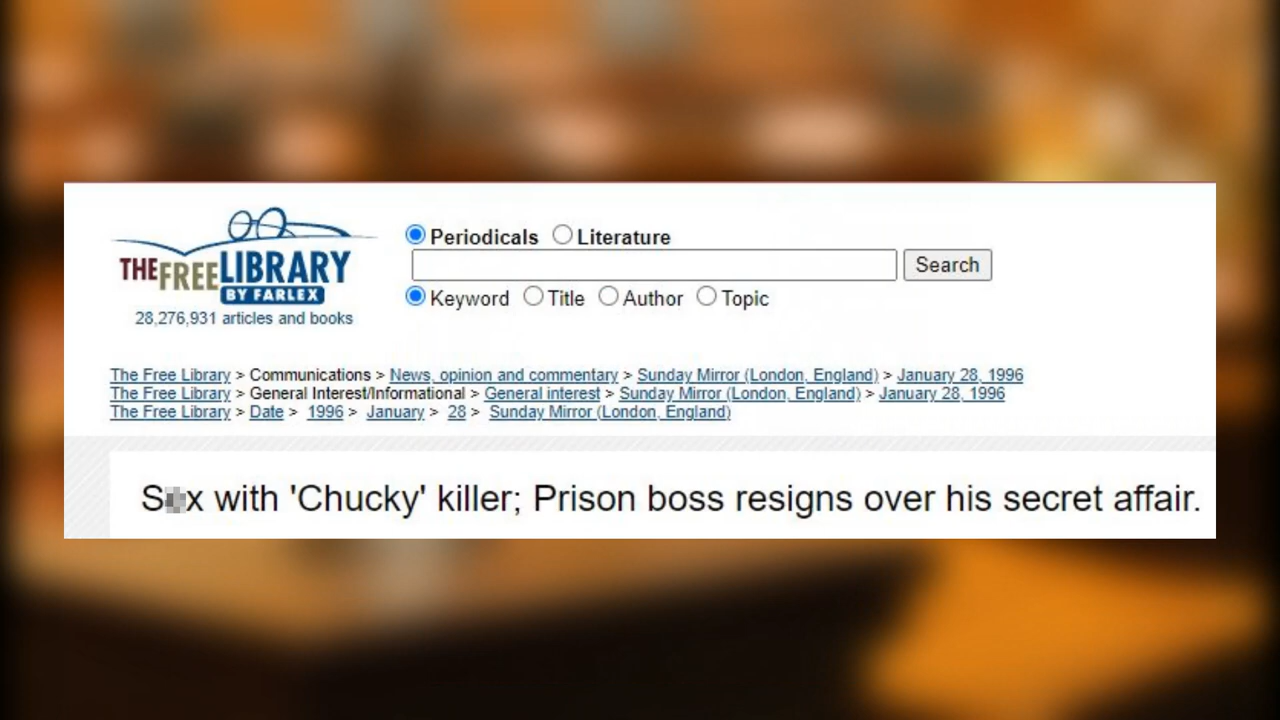 Periodicals Literature
THE FREE LIBRARY
BY FARLEX
Search
Keyword Title Author Topic
28,276,931 articles and books
The Free Library > Communications > News, opinion and commentary > Sunday Mirror (London, England) > January 28, 1996
The Free Library > General Interest/Informational > General interest > Sunday Mirror (London, England) > January 28, 1996
The Free Library > Date > 1996 > January > 28 > Sunday Mirror (London, England)
with 'Chucky' killer; Prison boss resigns over his secret affair.